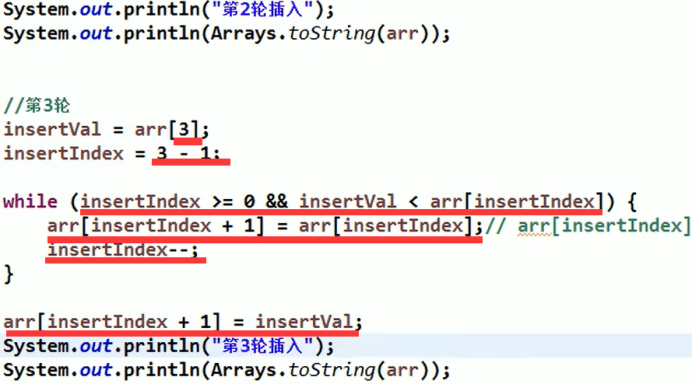 System.out.println("第2轮插入");
System.out.println(Arrays.toString(arr));
//第3轮
insertVal = arr[3];
insertIndex = 3 - 1;
while (insertIndex >= 0 && insertVal < arr[insertIndex]) {
arr[insertIndex + 1] = arr[insertIndex];// arr[insertIndex]
insertIndex--;
}
arr[insertIndex + 1] = insertVal;
System.out.println("第3轮插入");
System.out.println(Arrays.toString(arr));